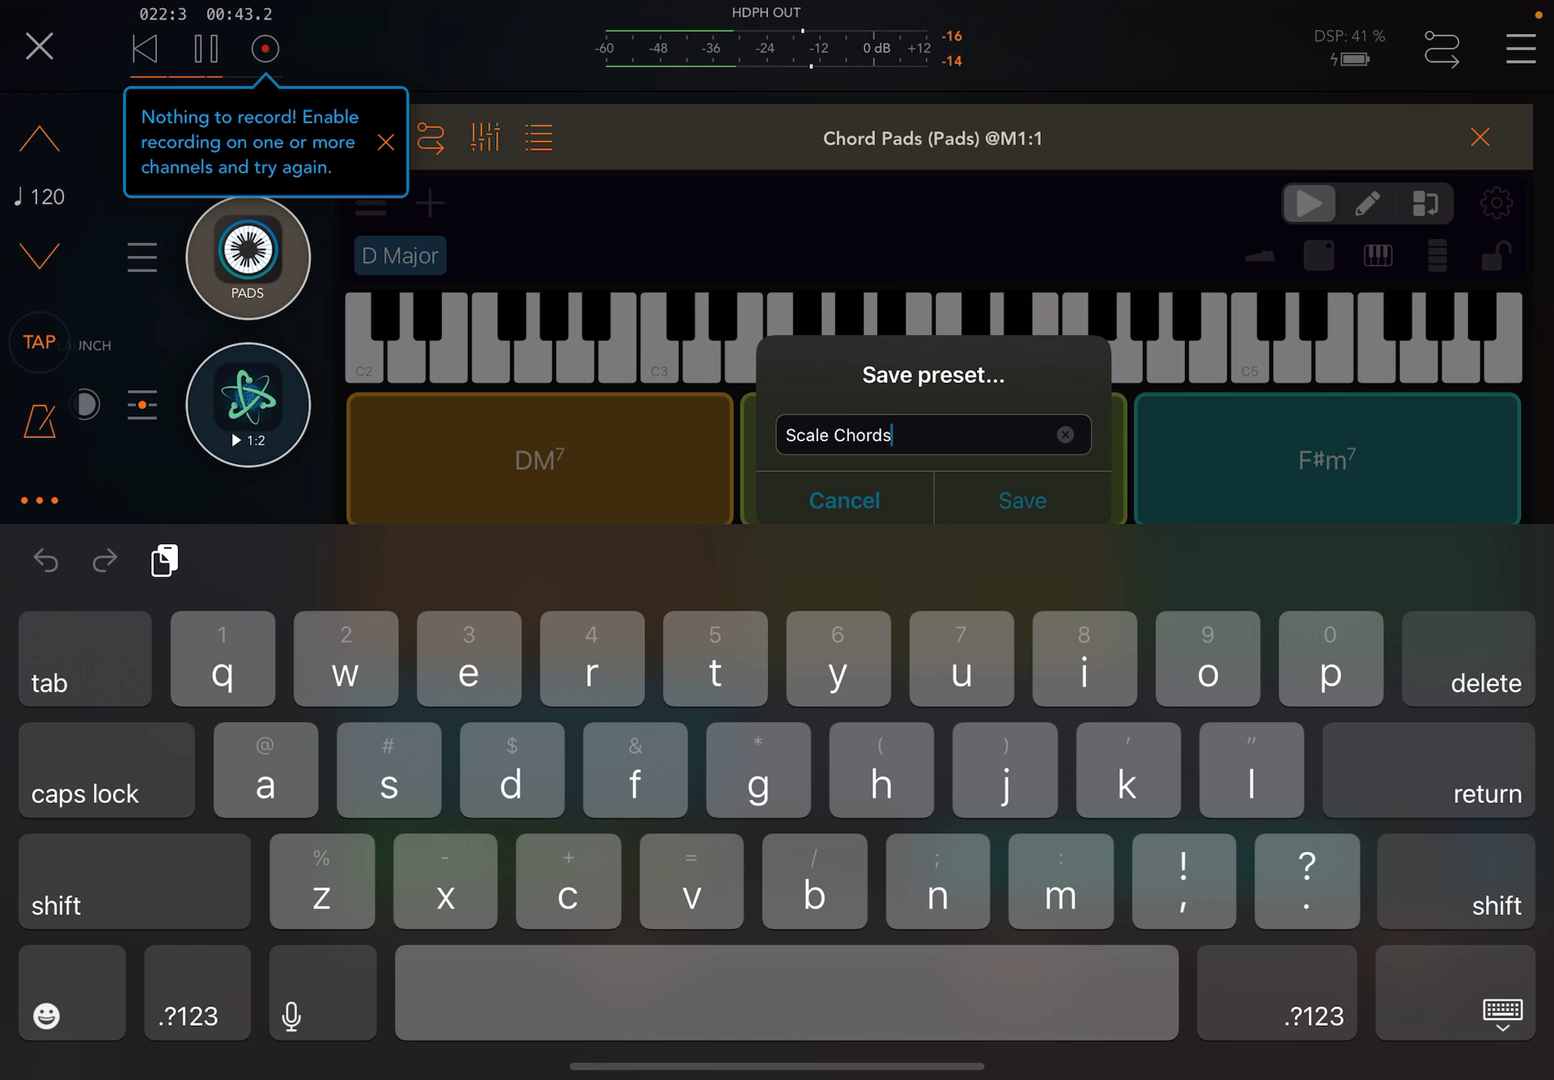 022:3 00:43.2
HDPH OUT
-60 -48 -36 -24 -12 0 dB +12
-16
-14
DSP: 41 %
Nothing to record! Enable
recording on one or more
channels and try again.
Chord Pads (Pads) @M1:1
♩120
D Major
PADS
TAP
UNCH
1:2
C2 C3 C5
Save preset...
Scale Chords
Cancel Save
DM⁷
F#m⁷
1 2 3 4 5 6 7 8 9 0
tab q w e r t y u i o p delete
@ # $ & * ( ) ' "
caps lock a s d f g h j k l return
% - + = / ; : ! ?
shift z x c v b n m , . shift
.?123 .?123